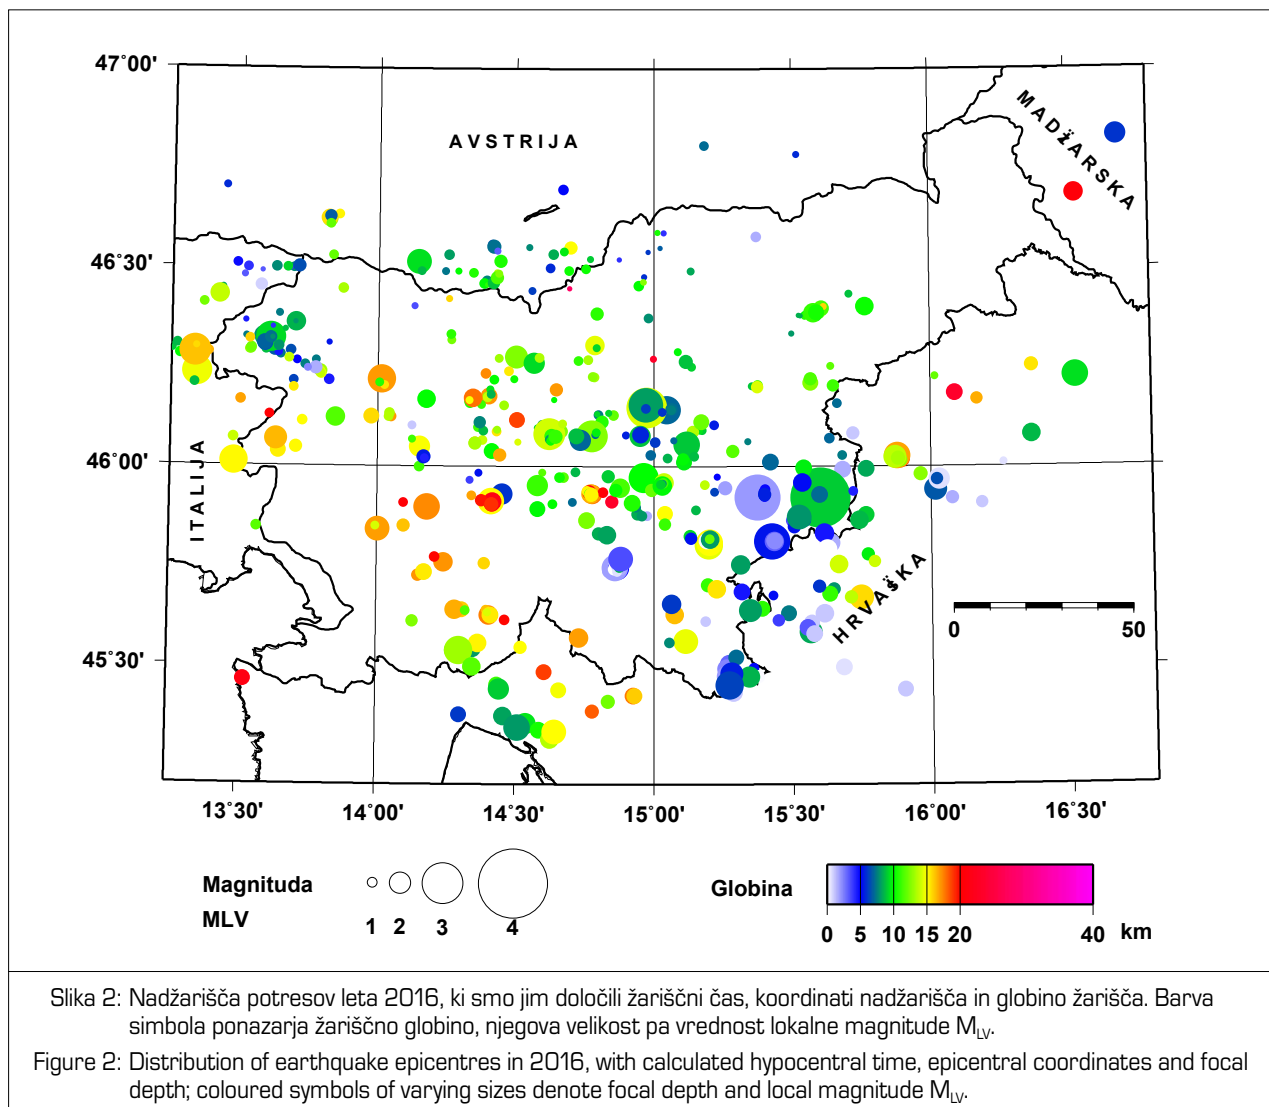 47°00'
46°30'
46°00'
45°30'
AVSTRIJA
MADŽARSKA
ITALIJA
HRVAŠKA
0 50
13°30' 14°00' 14°30' 15°00' 15°30' 16°00' 16°30'
Magnituda
MLV
1 2 3 4
Globina
0 5 10 15 20 40 km
Slika 2: Nadžarišča potresov leta 2016, ki smo jim določili žariščni čas, koordinati nadžarišča in globino žarišča. Barva
simbola ponazarja žariščno globino, njegova velikost pa vrednost lokalne magnitude MLV.
Figure 2: Distribution of earthquake epicentres in 2016, with calculated hypocentral time, epicentral coordinates and focal
depth; coloured symbols of varying sizes denote focal depth and local magnitude MLV.